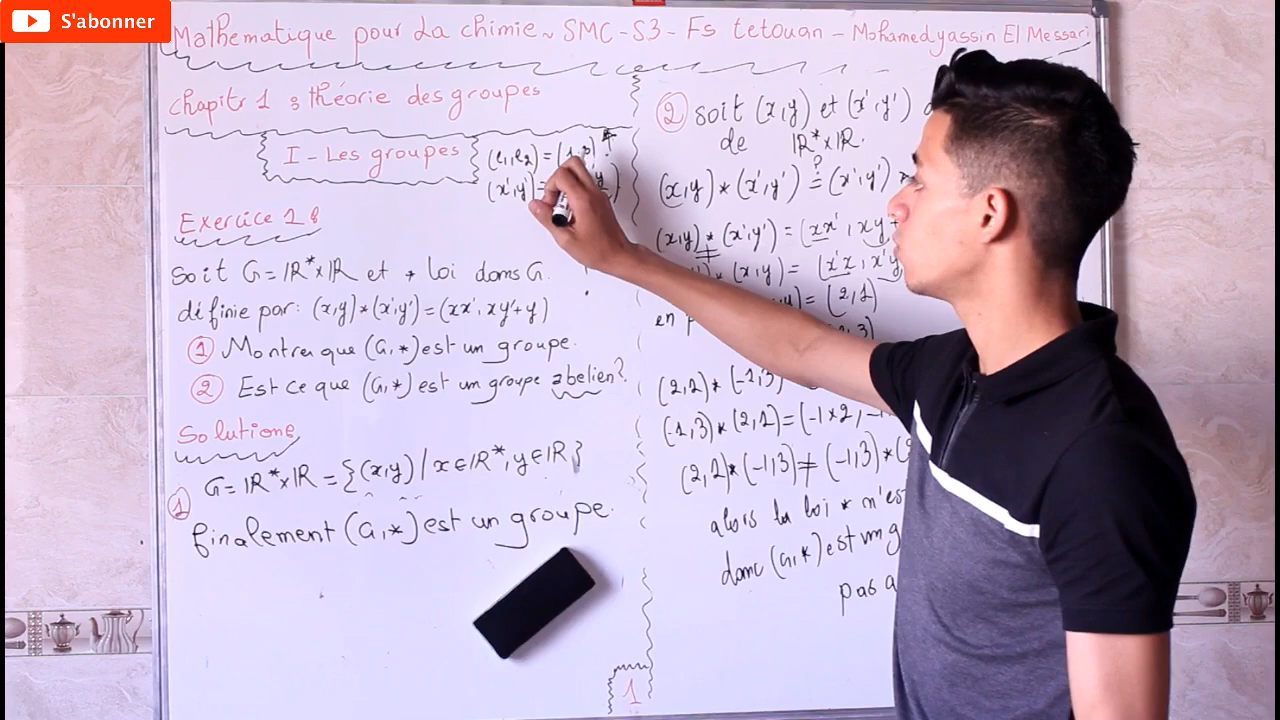 S'abonner
Mathematique pour La chimie ~ SMC - S3 - Fs tetouan - Mohamedyassin El Messari
chapitr 1 : théorie des groupes
I - Les groupes
(e₁,e₂) = (1,0)
(x',y') =
Exercice 1 :
Soit G = IR* x IR et * loi dans G.
définie par : (x,y) * (x',y') = (xx', xy'+y)
① Montrer que (G,*) est un groupe.
② Est ce que (G,*) est un groupe abelien ?
Solutione
① G = IR* x IR = {(x,y) / x ∈ IR*, y ∈ IR}
finalement (G,*) est un groupe.
② soit (x,y) et (x',y')
de IR* x IR.
(x,y) * (x',y') ?= (x',y') *
(x,y) * (x',y') = (xx', xy'+
* (x,y) = (x'x, x'y
= (2,1)
en
(2,2) * (-1,3)
(-1,3) * (2,2) = (-1x2,
(2,2) * (-1,3) ≠ (-1,3) *
alors la loi * n'es
donc (G,*) est un g
pas a
1